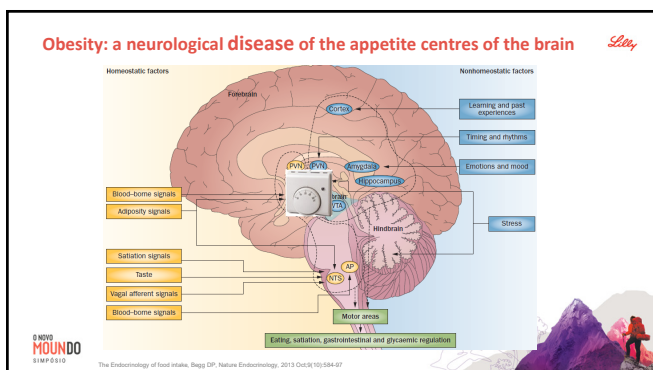 Obesity: a neurological disease of the appetite centres of the brain
Lilly
Homeostatic factors
Nonhomeostatic factors
Forebrain
Cortex
Learning and past
experiences
Timing and rhythms
PVN
PVN
Amygdala
Emotions and mood
Hippocampus
Blood–borne signals
Adiposity signals
brain
VTA
Hindbrain
Stress
Satiation signals
Taste
Vagal afferent signals
Blood–borne signals
AP
NTS
Motor areas
Eating, satiation, gastrointestinal and glycaemic regulation
O NOVO
MOUNDO
SIMPÓSIO
The Endocrinology of food intake, Begg DP, Nature Endocrinology, 2013 Oct;9(10):584-97